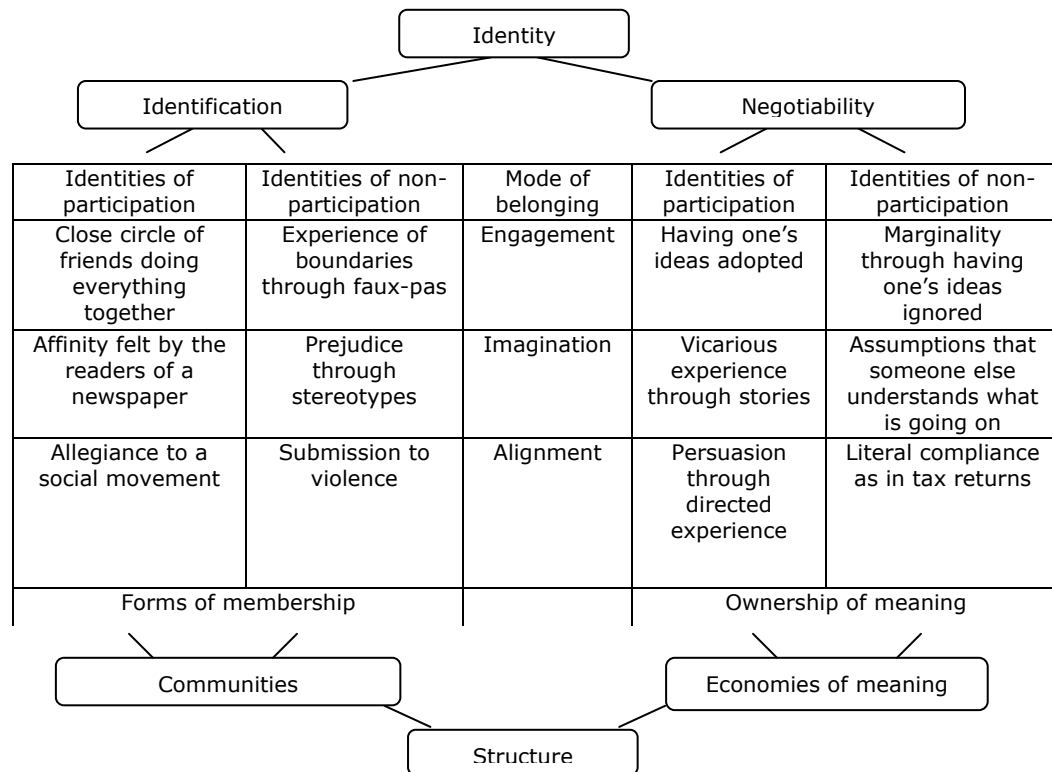 Identity
Identification
Negotiability
Identities of
participation
Identities of non-
participation
Mode of
belonging
Identities of
participation
Identities of non-
participation
Close circle of
friends doing
everything
together
Experience of
boundaries
through faux-pas
Engagement
Having one’s
ideas adopted
Marginality
through having
one’s ideas
ignored
Affinity felt by the
readers of a
newspaper
Prejudice
through
stereotypes
Imagination
Vicarious
experience
through stories
Assumptions that
someone else
understands what
is going on
Allegiance to a
social movement
Submission to
violence
Alignment
Persuasion
through
directed
experience
Literal compliance
as in tax returns
Forms of membership
Ownership of meaning
Communities
Economies of meaning
Structure